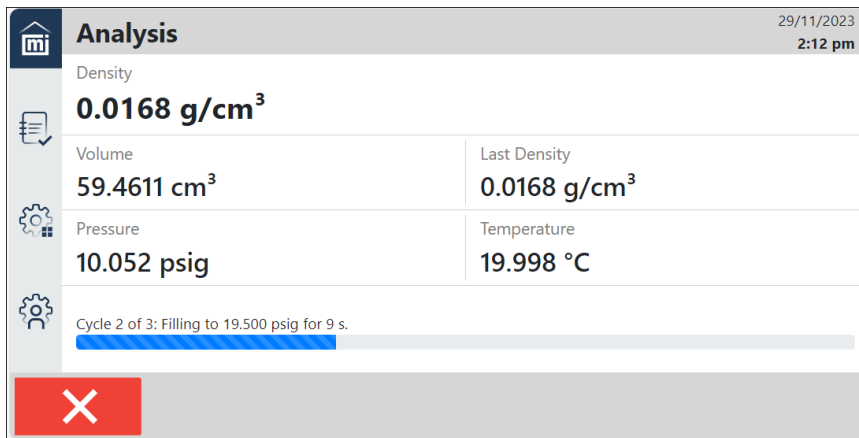 mi
Analysis
29/11/2023
2:12 pm
Density
0.0168 g/cm³
Volume
59.4611 cm³
Last Density
0.0168 g/cm³
Pressure
10.052 psig
Temperature
19.998 °C
Cycle 2 of 3: Filling to 19.500 psig for 9 s.